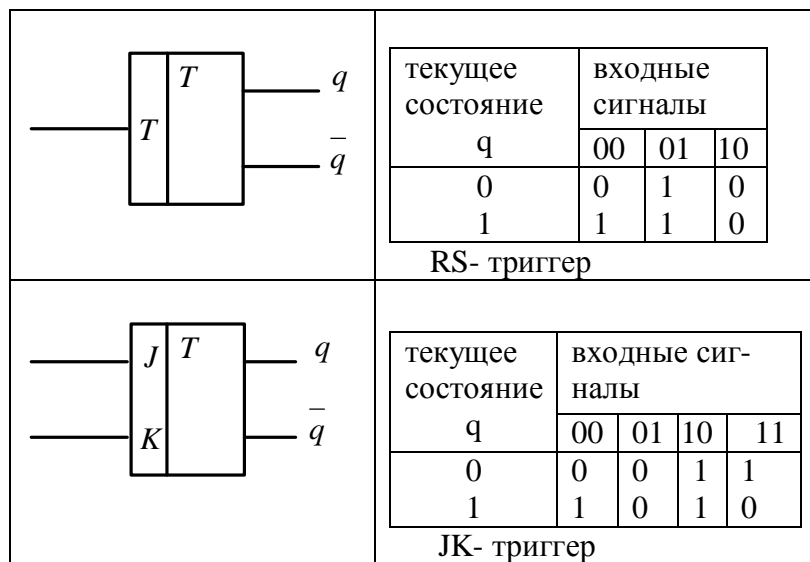 T
T
q
q̅
текущее состояние q
входные сигналы
00 01 10
0 0 1 0
1 1 1 0
RS- триггер
J T
K
q
q̅
текущее состояние q
входные сиг-
налы
00 01 10 11
0 0 0 1 1
1 1 0 1 0
JK- триггер